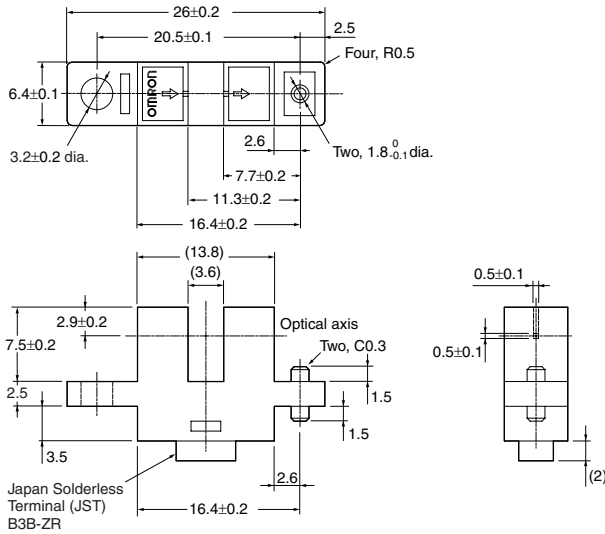 26±0.2
20.5±0.1
2.5
Four, R0.5
6.4±0.1
OMRON
3.2±0.2 dia.
2.6
Two, 1.8 0 -0.1 dia.
7.7±0.2
11.3±0.2
16.4±0.2
(13.8)
(3.6)
0.5±0.1
2.9±0.2
Optical axis
7.5±0.2
Two, C0.3
0.5±0.1
2.5
1.5
1.5
3.5
(2)
2.6
Japan Solderless
Terminal (JST)
B3B-ZR
16.4±0.2